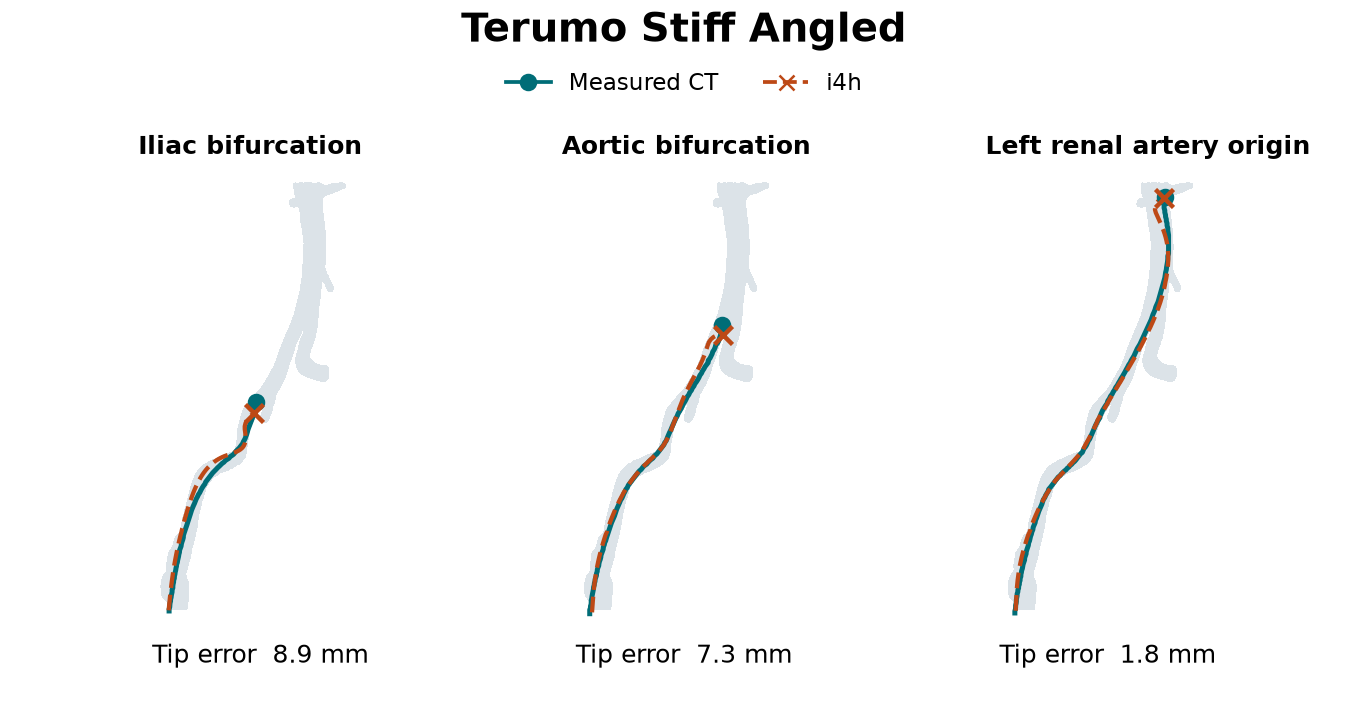 Terumo Stiff Angled
Measured CT
i4h
Iliac bifurcation
Aortic bifurcation
Left renal artery origin
Tip error 8.9 mm
Tip error 7.3 mm
Tip error 1.8 mm